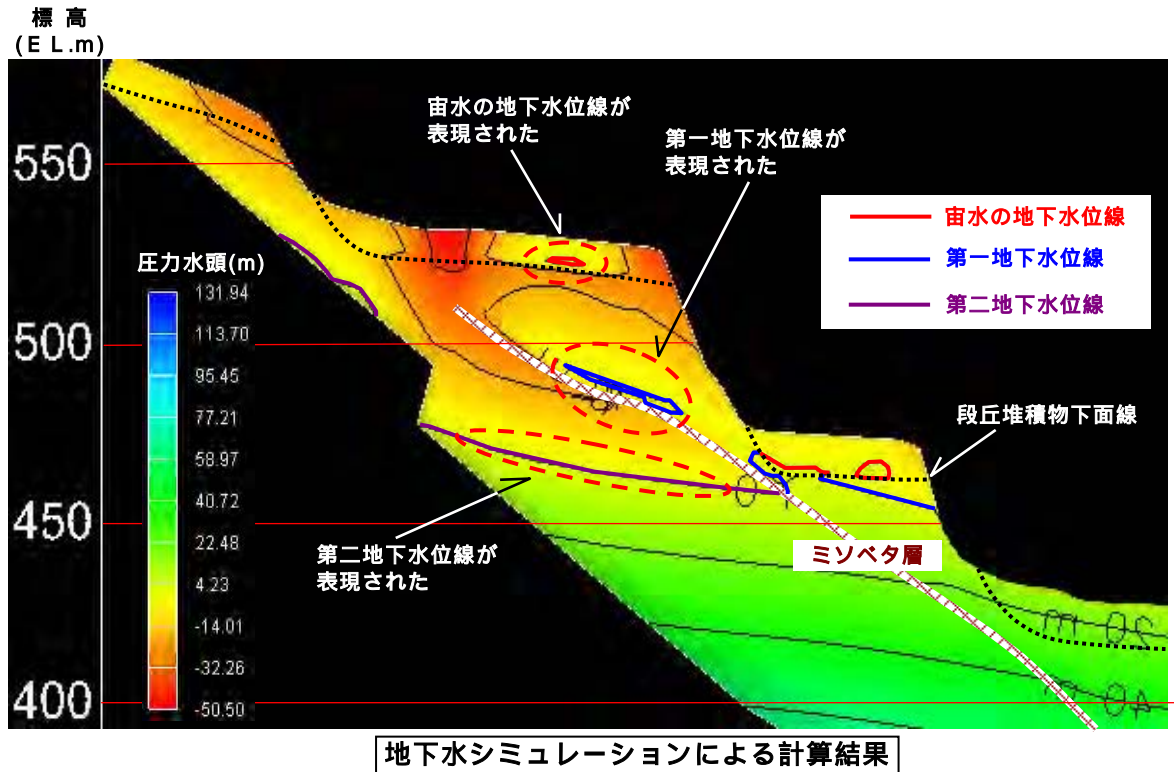 標 高
(E L.m)
宙水の地下水位線が
表現された
第一地下水位線が
表現された
550
宙水の地下水位線
第一地下水位線
第二地下水位線
圧力水頭(m)
131.94
113.70
95.45
77.21
58.97
40.72
22.48
4.23
-14.01
-32.26
-50.50
500
段丘堆積物下面線
450
第二地下水位線が
表現された
ミソベタ層
400
地下水シミュレーションによる計算結果